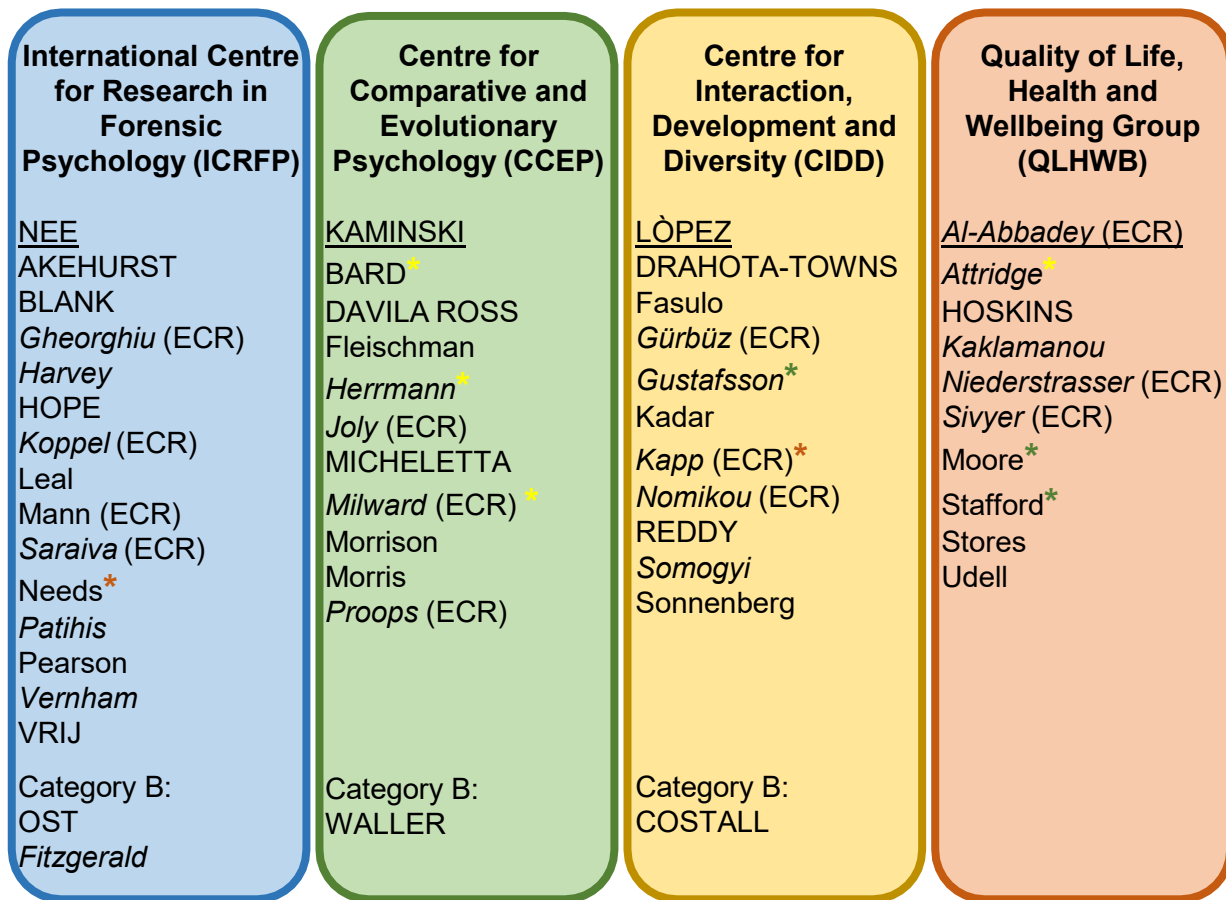 International Centre
for Research in
Forensic
Psychology (ICRFP)
NEE
AKEHURST
BLANK
Gheorghiu (ECR)
Harvey
HOPE
Koppel (ECR)
Leal
Mann (ECR)
Saraiva (ECR)
Needs*
Patihis
Pearson
Vernham
VRIJ
Category B:
OST
Fitzgerald
Centre for
Comparative and
Evolutionary
Psychology (CCEP)
KAMINSKI
BARD*
DAVILA ROSS
Fleischman
Herrmann*
Joly (ECR)
MICHELETTA
Milward (ECR) *
Morrison
Morris
Proops (ECR)
Category B:
WALLER
Centre for
Interaction,
Development and
Diversity (CIDD)
LÒPEZ
DRAHOTA-TOWNS
Fasulo
Gürbüz (ECR)
Gustafsson*
Kadar
Kapp (ECR)*
Nomikou (ECR)
REDDY
Somogyi
Sonnenberg
Category B:
COSTALL
Quality of Life,
Health and
Wellbeing Group
(QLHWB)
Al-Abbadey (ECR)
Attridge*
HOSKINS
Kaklamanou
Niederstrasser (ECR)
Sivyer (ECR)
Moore*
Stafford*
Stores
Udell